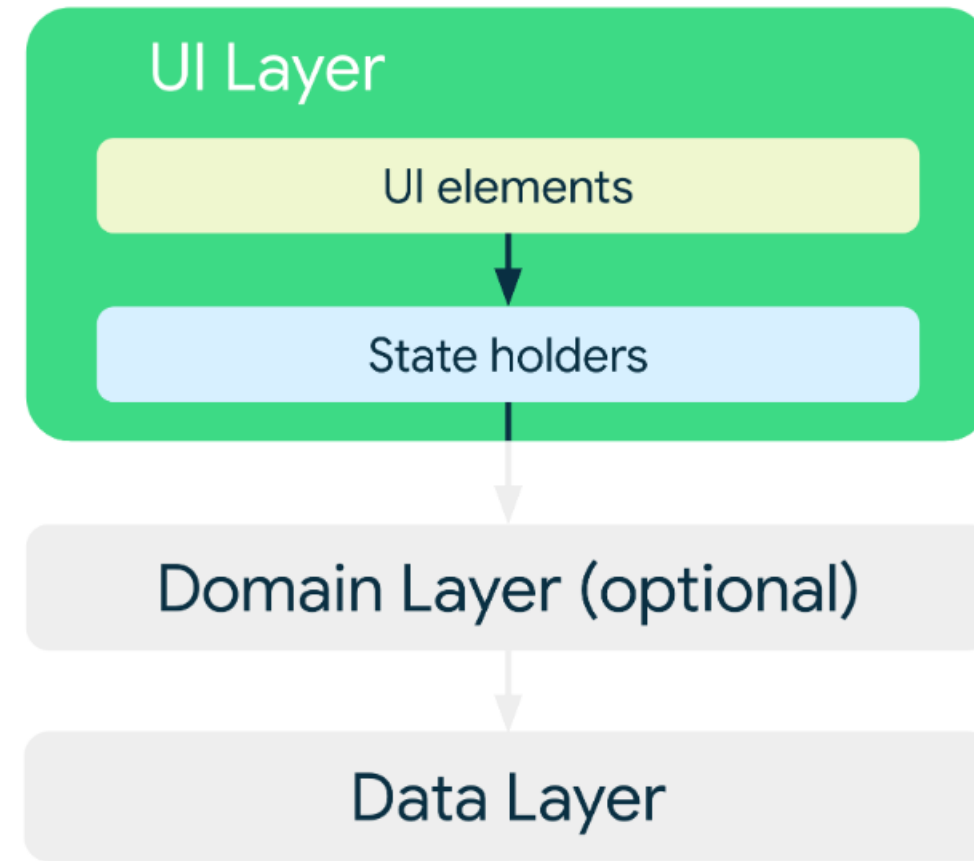 UI Layer
UI elements
State holders
Domain Layer (optional)
Data Layer